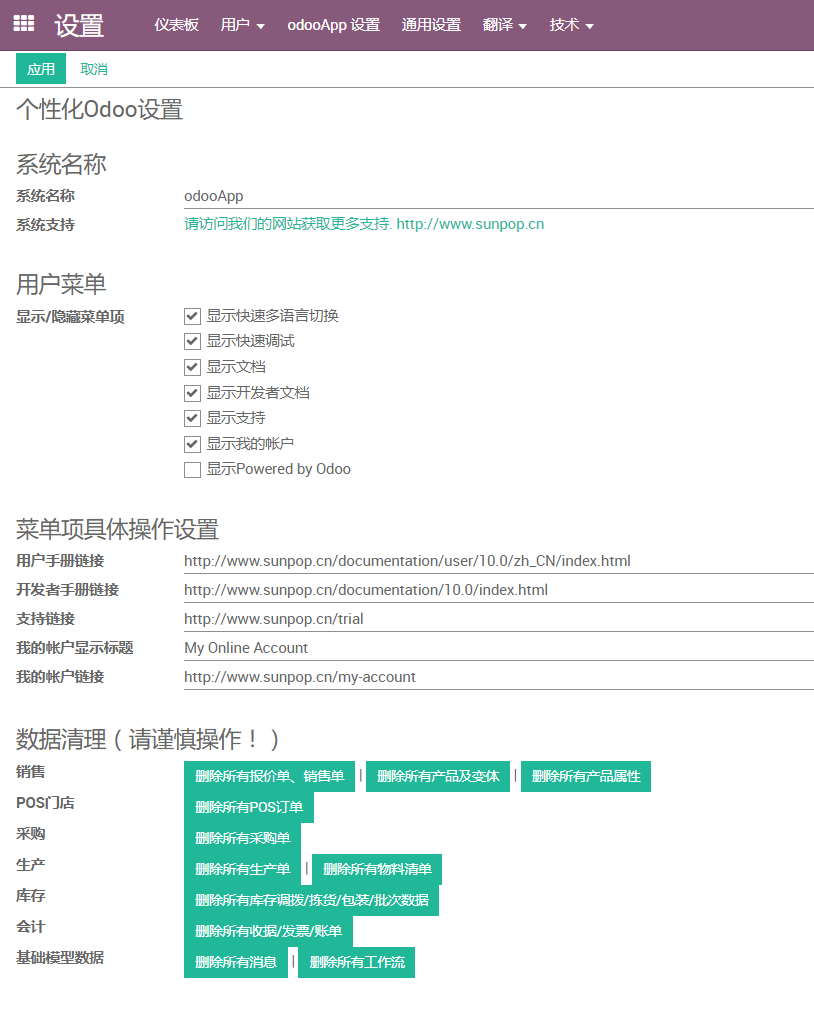 设置 仪表板 用户 odooApp 设置 通用设置 翻译 技术
应用 取消
个性化Odoo设置
系统名称
系统名称 odooApp
系统支持 请访问我们的网站获取更多支持. http://www.sunpop.cn
用户菜单
显示/隐藏菜单项 显示快速多语言切换
显示快速调试
显示文档
显示开发者文档
显示支持
显示我的帐户
显示Powered by Odoo
菜单项具体操作设置
用户手册链接 http://www.sunpop.cn/documentation/user/10.0/zh_CN/index.html
开发者手册链接 http://www.sunpop.cn/documentation/10.0/index.html
支持链接 http://www.sunpop.cn/trial
我的帐户显示标题 My Online Account
我的帐户链接 http://www.sunpop.cn/my-account
数据清理（请谨慎操作！）
销售 删除所有报价单、销售单 | 删除所有产品及变体 | 删除所有产品属性
POS门店 删除所有POS订单
采购 删除所有采购单
生产 删除所有生产单 | 删除所有物料清单
库存 删除所有库存调拨/拣货/包装/批次数据
会计 删除所有收据/发票/账单
基础模型数据 删除所有消息 | 删除所有工作流